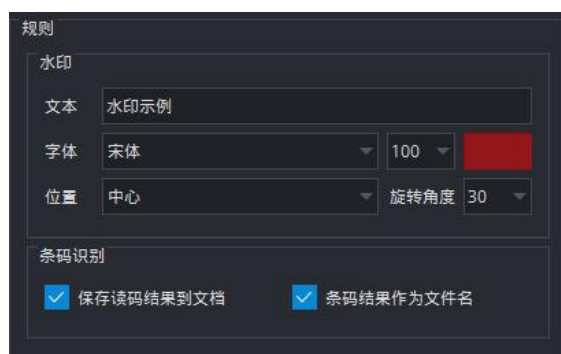 规则
水印
文本 水印示例
字体 宋体 100
位置 中心 旋转角度 30
条码识别
保存读码结果到文档 条码结果作为文件名